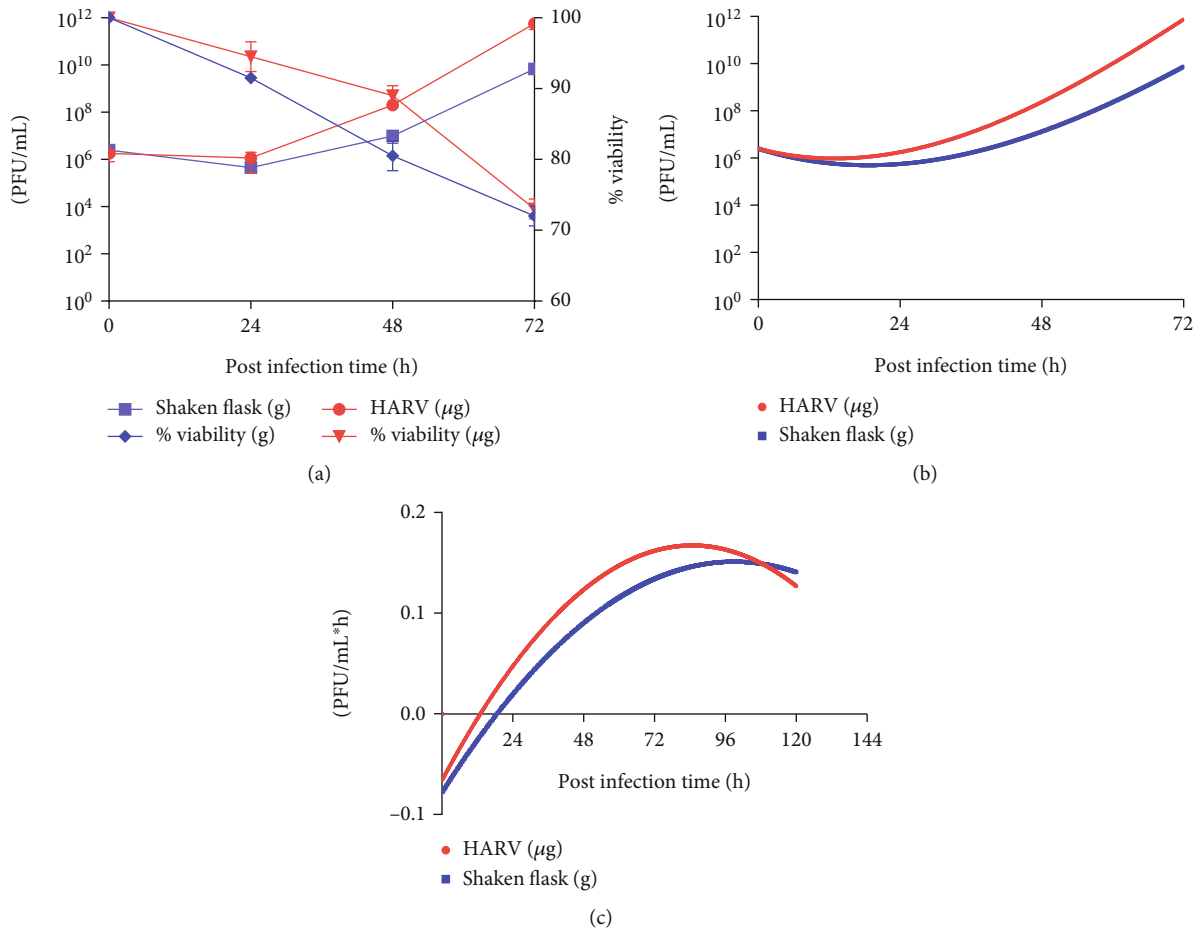 10^12
10^10
10^8
10^6
10^4
10^2
10^0
(PFU/mL)
100
90
80
70
60
% viability
0 24 48 72
Post infection time (h)
Shaken flask (g) HARV (μg)
% viability (g) % viability (μg)
(a)
10^12
10^10
10^8
10^6
10^4
10^2
10^0
(PFU/mL)
0 24 48 72
Post infection time (h)
HARV (μg)
Shaken flask (g)
(b)
0.2
0.1
0.0
–0.1
(PFU/mL*h)
24 48 72 96 120 144
Post infection time (h)
HARV (μg)
Shaken flask (g)
(c)